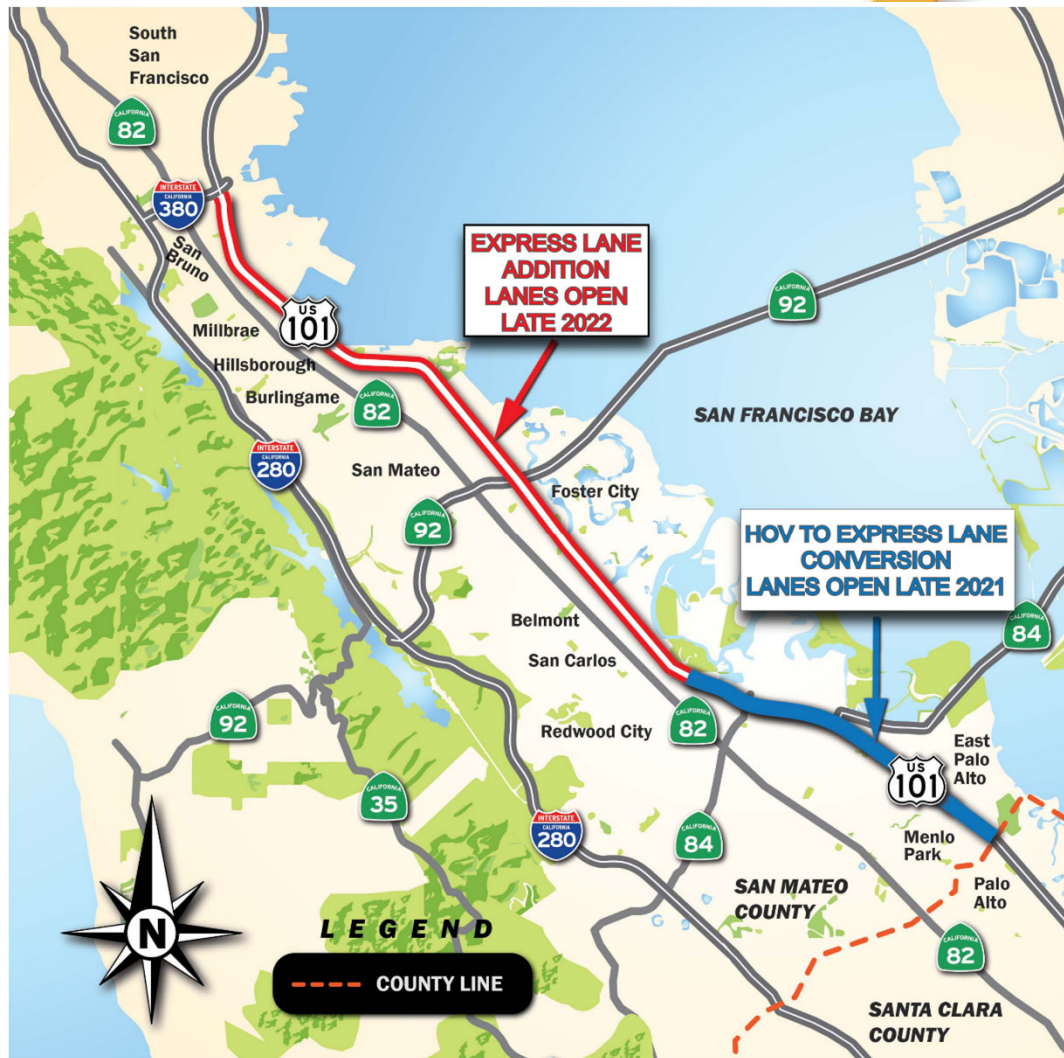 South
San
Francisco
CALIFORNIA
82
INTERSTATE
CALIFORNIA
380
San
Bruno
Millbrae
US
101
Hillsborough
Burlingame
CALIFORNIA
82
EXPRESS LANE
ADDITION
LANES OPEN
LATE 2022
CALIFORNIA
92
SAN FRANCISCO BAY
INTERSTATE
CALIFORNIA
280
San Mateo
CALIFORNIA
92
Foster City
HOV TO EXPRESS LANE
CONVERSION
LANES OPEN LATE 2021
CALIFORNIA
84
Belmont
San Carlos
Redwood City
CALIFORNIA
82
CALIFORNIA
92
East
Palo
Alto
US
101
CALIFORNIA
35
INTERSTATE
CALIFORNIA
280
CALIFORNIA
84
Menlo
Park
Palo
Alto
SAN MATEO
COUNTY
CALIFORNIA
82
SANTA CLARA
COUNTY
N
LEGEND
COUNTY LINE